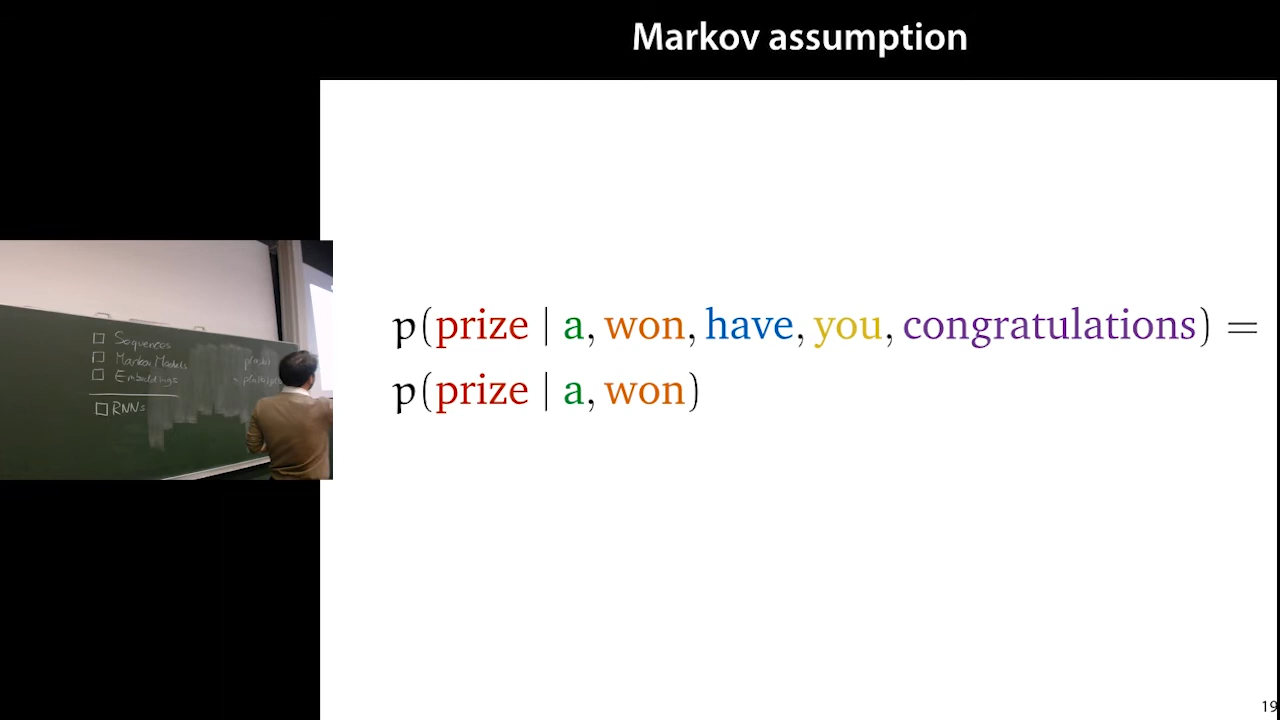 Markov assumption
p(prize | a, won, have, you, congratulations) =
p(prize | a, won)
Sequences
Markov Models
Embeddings
RNNs
19